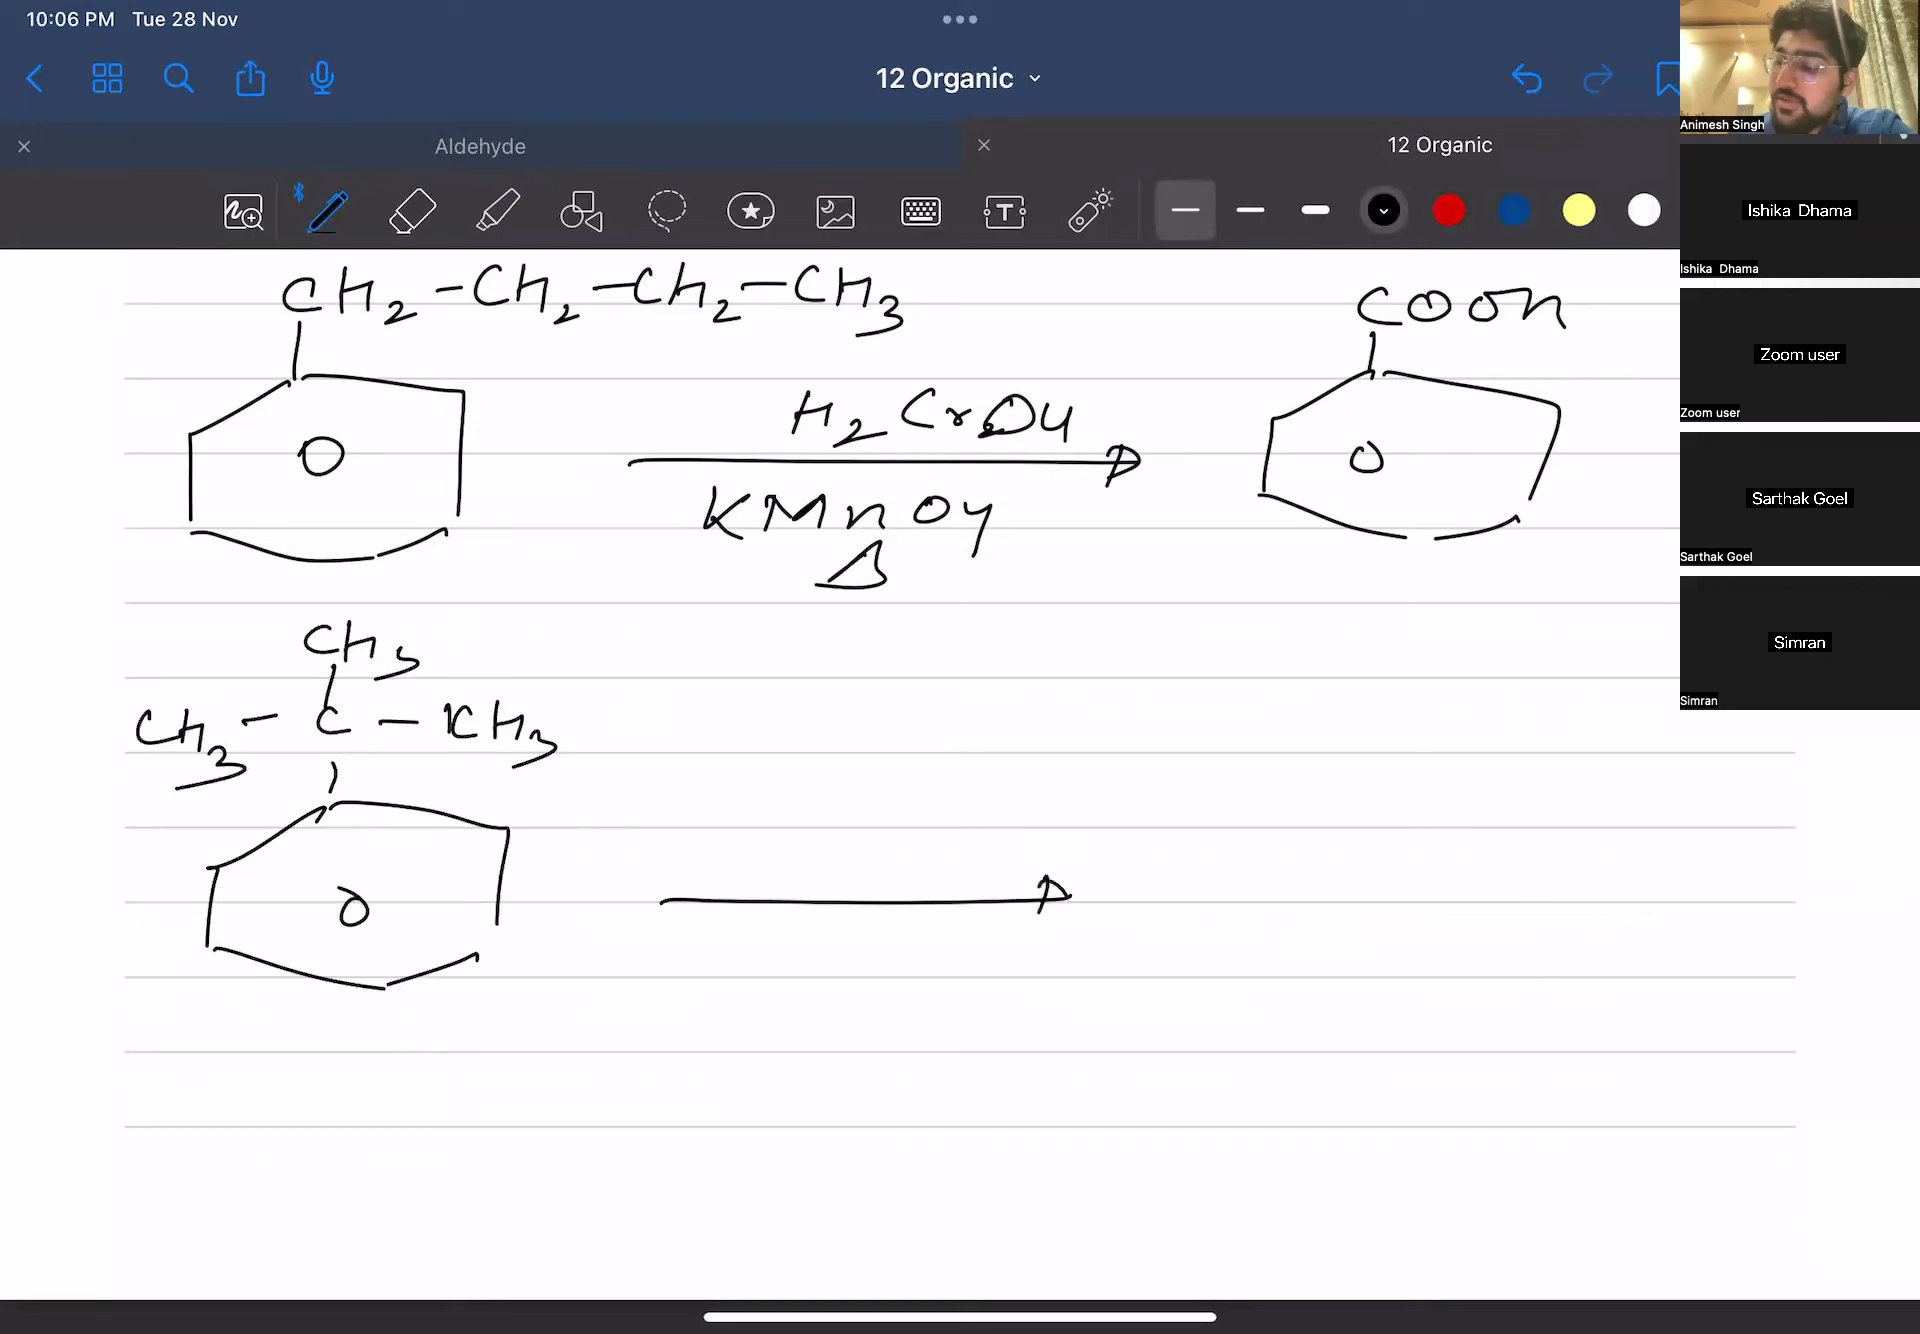 10:06 PM Tue 28 Nov
12 Organic
Aldehyde
12 Organic
Animesh Singh
Ishika Dhama
Ishika Dhama
Zoom user
Zoom user
Sarthak Goel
Sarthak Goel
Simran
Simran
CH2-CH2-CH2-CH3
COOH
H2CrO4
KMnO4
Δ
CH3
CH3-C-CH3